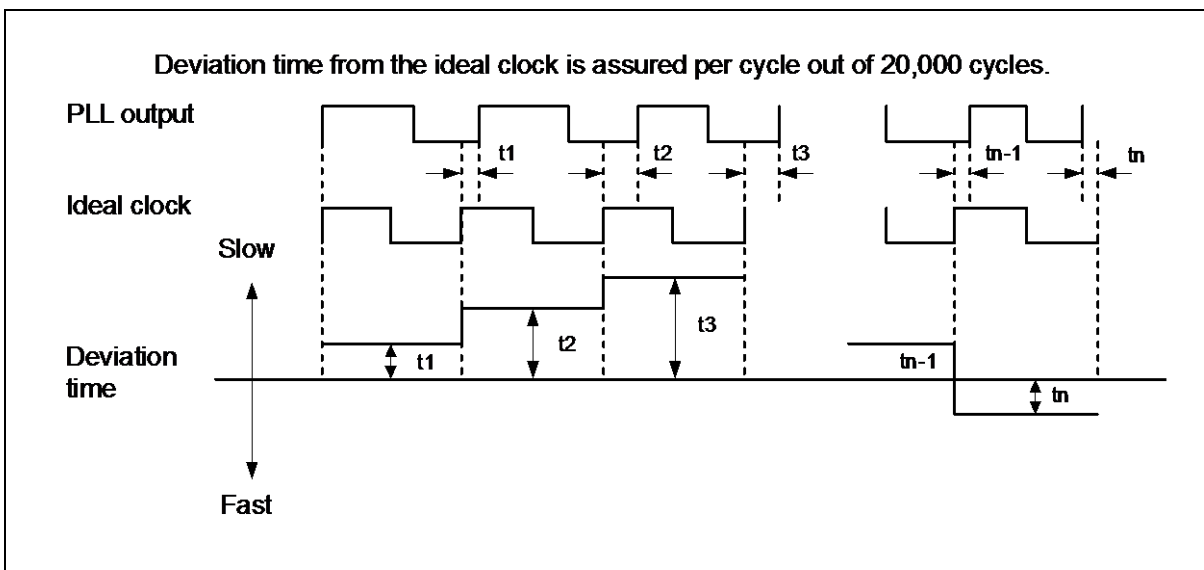 Deviation time from the ideal clock is assured per cycle out of 20,000 cycles.
PLL output
t1
t2
t3
tn-1
tn
Ideal clock
Slow
t1
t2
t3
Deviation
time
tn-1
tn
Fast